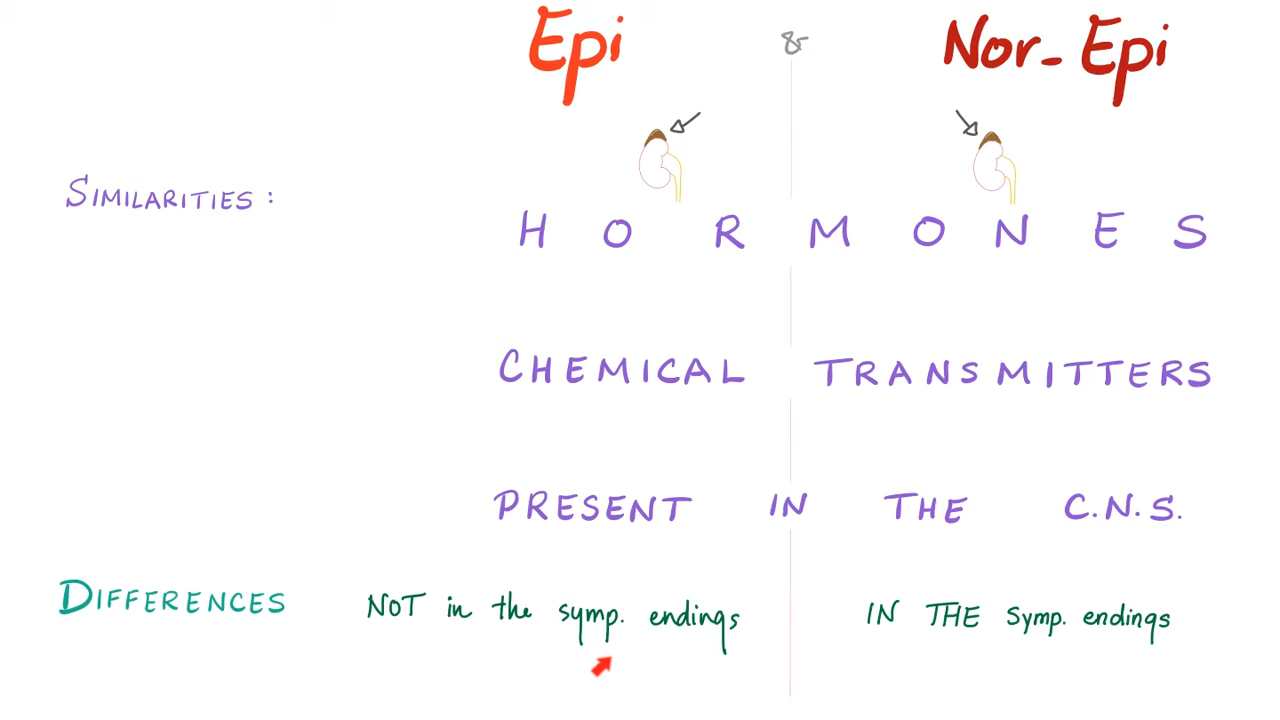 Epi & Nor-Epi
SIMILARITIES:
HORMONES
CHEMICAL TRANSMITTERS
PRESENT IN THE C.N.S.
DIFFERENCES NOT in the symp. endings IN THE Symp. endings